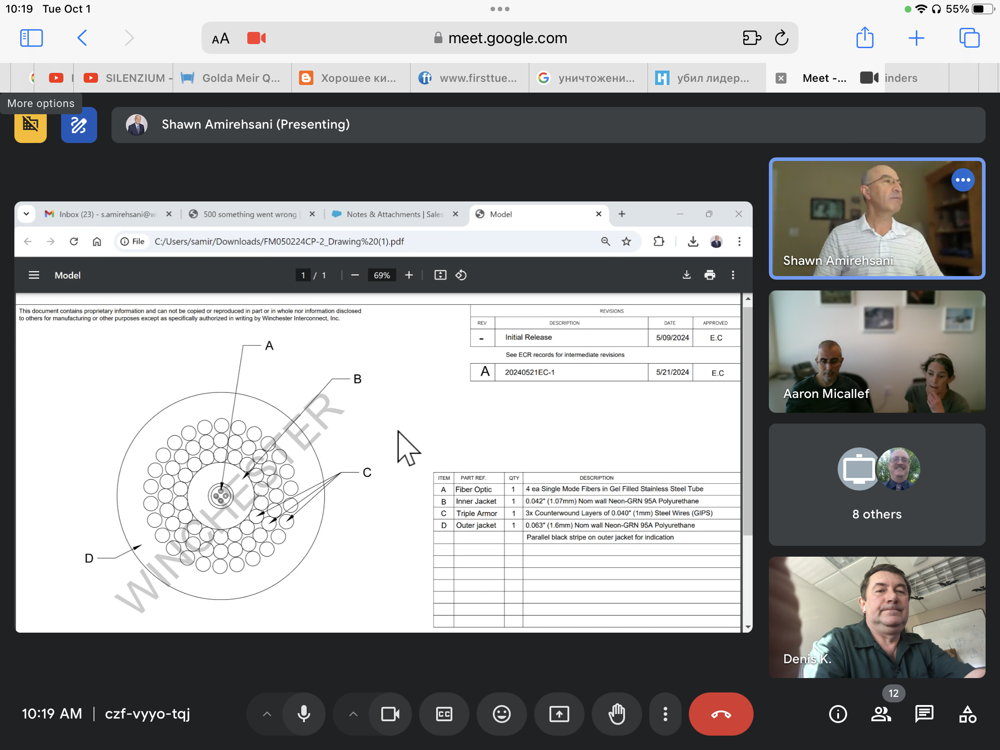 10:19 Tue Oct 1
55%
AA
meet.google.com
SILENZIUM -
Golda Meir Q...
Хорошее ки...
www.firsttue...
уничтожени...
убил лидер...
Meet -...
inders
More options
Shawn Amirehsani (Presenting)
Inbox (23) - s.amirehsani@wi
500 something went wrong
Notes & Attachments | Sales
Model
File
C:/Users/samir/Downloads/FM050224CP-2_Drawing%20(1).pdf
Model
1 / 1
69%
This document contains proprietary information and can not be copied or reproduced in part or in whole nor information disclosed
to others for manufacturing or other purposes except as specifically authorized in writing by Winchester Interconnect, Inc.
REVISIONS
REV DESCRIPTION DATE APPROVED
- Initial Release 5/09/2024 E.C
See ECR records for intermediate revisions
A 20240521EC-1 5/21/2024 E.C
A
B
C
D
WINCHESTER
ITEM PART REF. QTY DESCRIPTION
A Fiber Optic 1 4 ea Single Mode Fibers in Gel Filled Stainless Steel Tube
B Inner Jacket 1 0.042" (1.07mm) Nom wall Neon-GRN 95A Polyurethane
C Triple Armor 1 3x Counterwound Layers of 0.040" (1mm) Steel Wires (GIPS)
D Outer jacket 1 0.063" (1.6mm) Nom wall Neon-GRN 95A Polyurethane
Parallel black stripe on outer jacket for indication
Shawn Amirehsani
Aaron Micallef
8 others
Denis K.
10:19 AM | czf-vyyo-tqj
CC
12